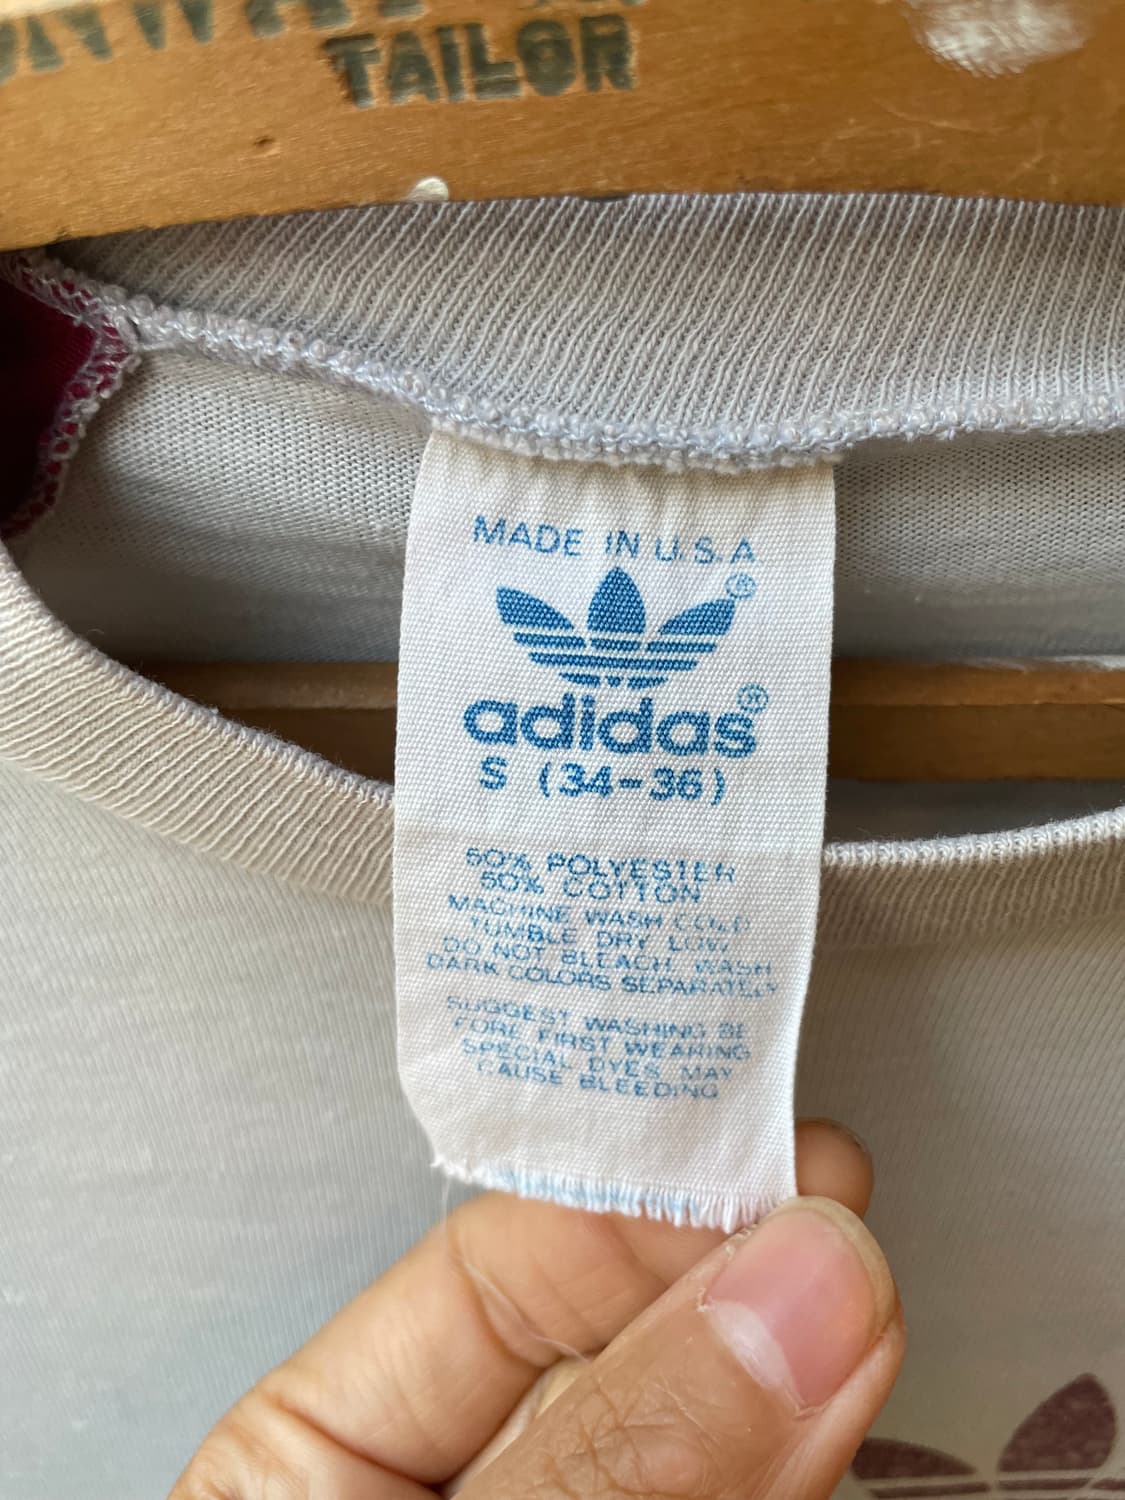 TAILOR
MADE IN U.S.A
®
adidas®
S (34-36)
50% POLYESTER
50% COTTON
MACHINE WASH COLD
TUMBLE DRY LOW
DO NOT BLEACH WASH
DARK COLORS SEPARATELY
SUGGEST WASHING BE
FORE FIRST WEARING
SPECIAL DYES MAY
CAUSE BLEEDING